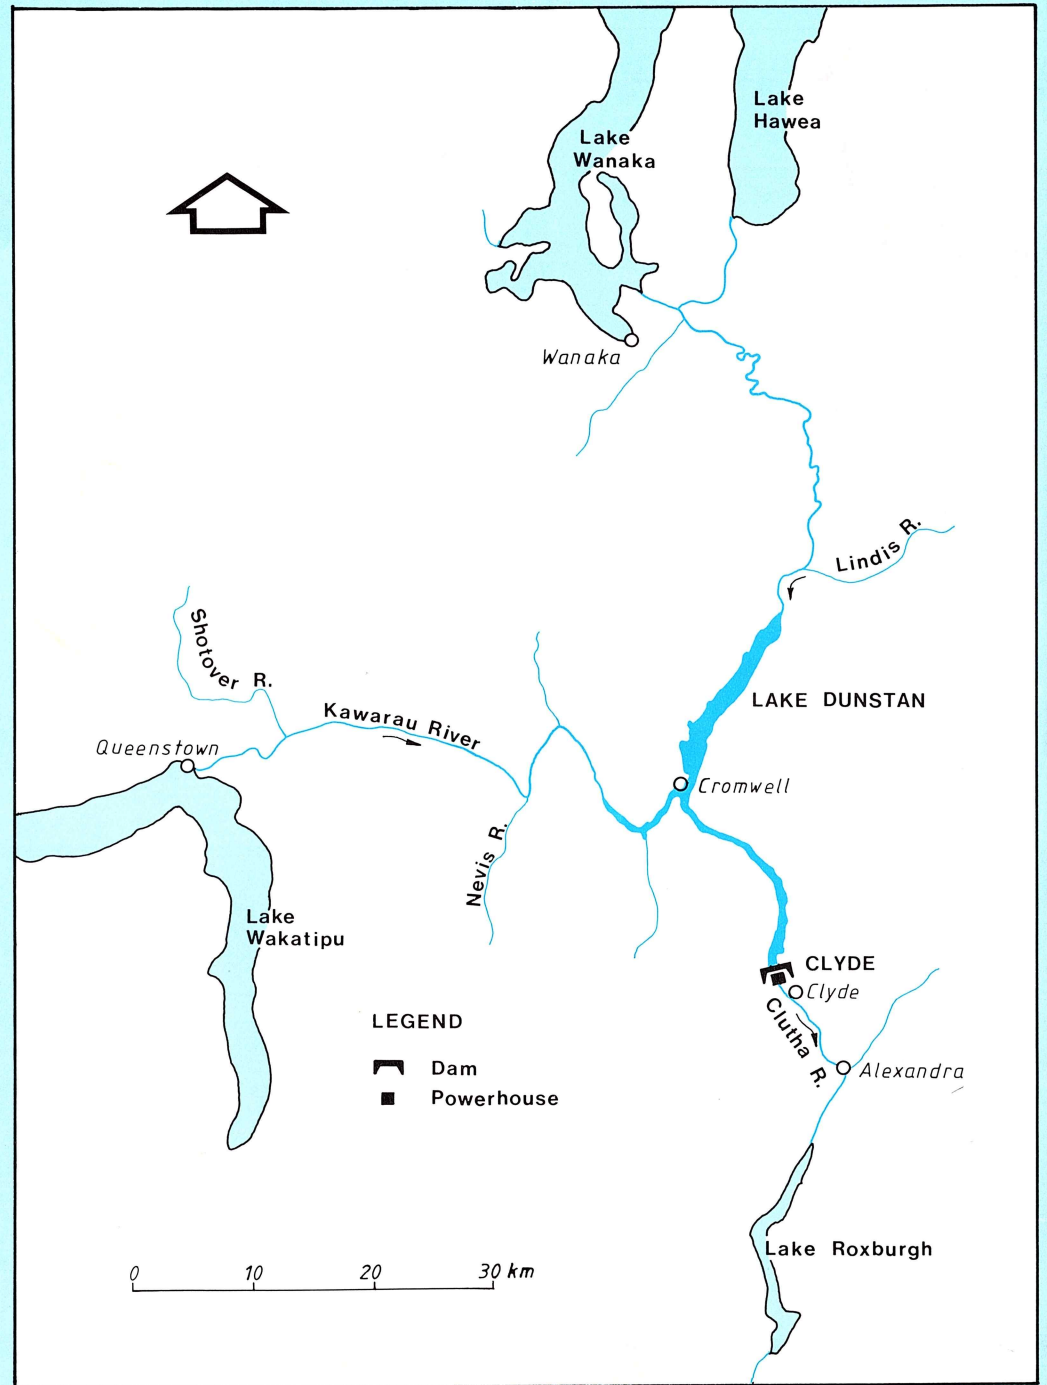 Lake
Hawea
Lake
Wanaka
Wanaka
Lindis R.
Shotover R.
LAKE DUNSTAN
Kawarau River
Queenstown
Cromwell
Nevis R.
Lake
Wakatipu
CLYDE
Clyde
Clutha R.
LEGEND
Dam
Powerhouse
Alexandra
Lake Roxburgh
0 10 20 30 km